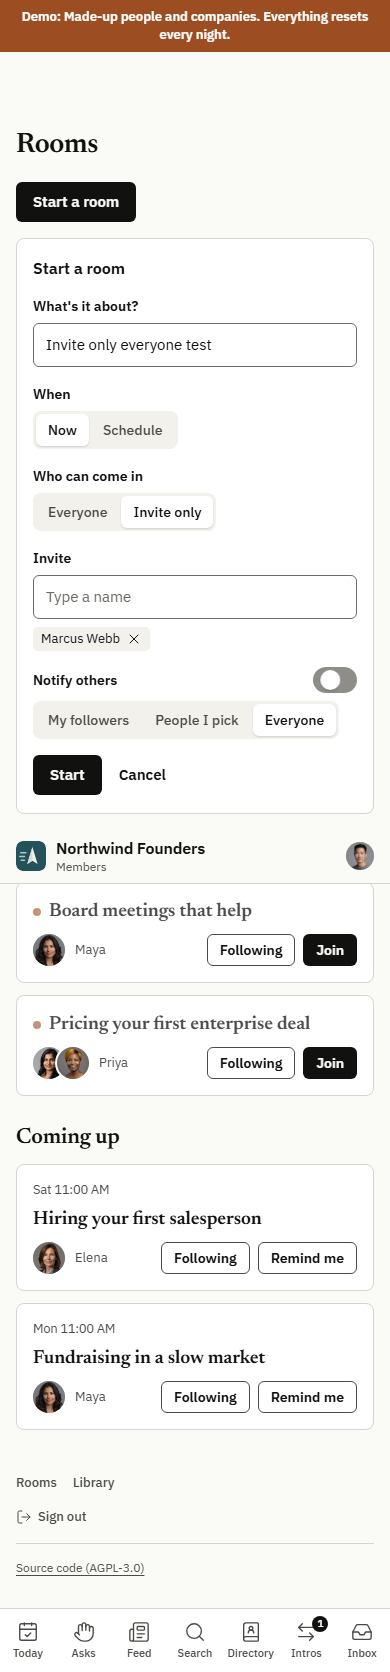 Demo: Made-up people and companies. Everything resets
every night.
Rooms
Start a room
Start a room
What's it about?
Invite only everyone test
When
Now Schedule
Who can come in
Everyone Invite only
Invite
Type a name
Marcus Webb
Notify others
My followers People I pick Everyone
Start Cancel
Northwind Founders
Members
Board meetings that help
Maya Following Join
Pricing your first enterprise deal
Priya Following Join
Coming up
Sat 11:00 AM
Hiring your first salesperson
Elena Following Remind me
Mon 11:00 AM
Fundraising in a slow market
Maya Following Remind me
Rooms Library
Sign out
Source code (AGPL-3.0)
1
Today Asks Feed Search Directory Intros Inbox